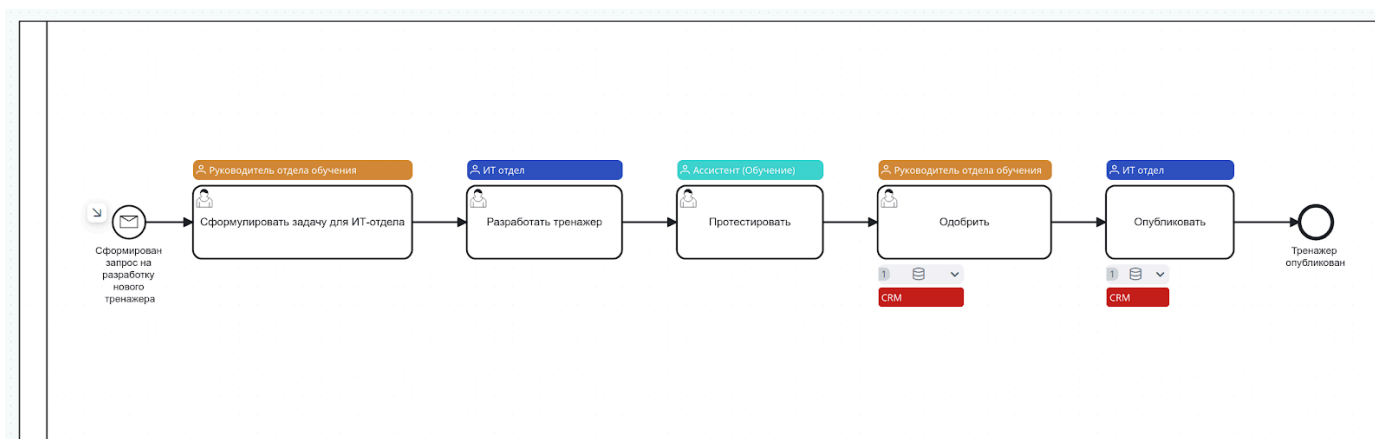 Руководитель отдела обучения
ИТ отдел
Ассистент (Обучение)
Руководитель отдела обучения
ИТ отдел
Сформулировать задачу для ИТ-отдела
Разработать тренажер
Протестировать
Одобрить
Опубликовать
Сформирован
запрос на
разработку
нового
тренажера
Тренажер
опубликован
1
1
CRM
CRM